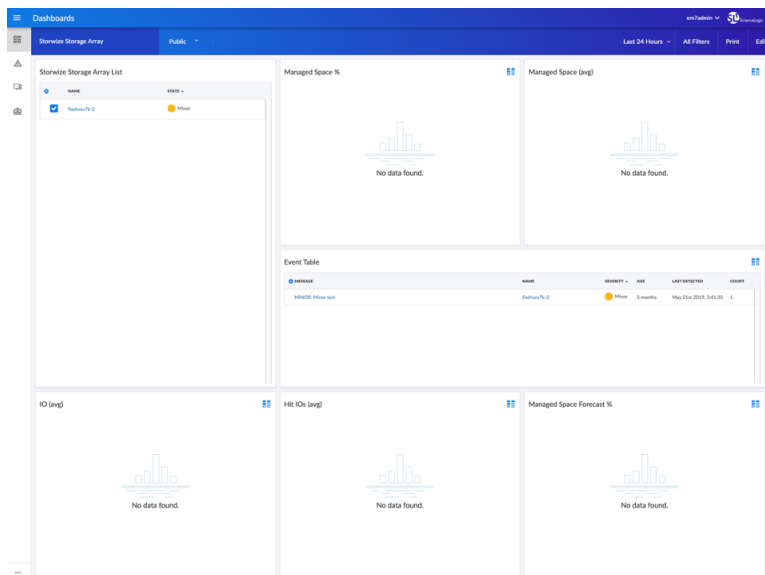 Dashboards
em7admin
ScienceLogic
Storwize Storage Array
Public
Last 24 Hours
All Filters
Print
Edi
Storwize Storage Array List
NAME
STATE
flashsys7k-2
Minor
Managed Space %
No data found.
Managed Space (avg)
No data found.
Event Table
MESSAGE
NAME
SEVERITY
AGE
LAST DETECTED
COUNT
MINOR: Minor test
flashsys7k-2
Minor
5 months
May 21st 2019, 3:41:35
1
IO (avg)
No data found.
Hit IOs (avg)
No data found.
Managed Space Forecast %
No data found.